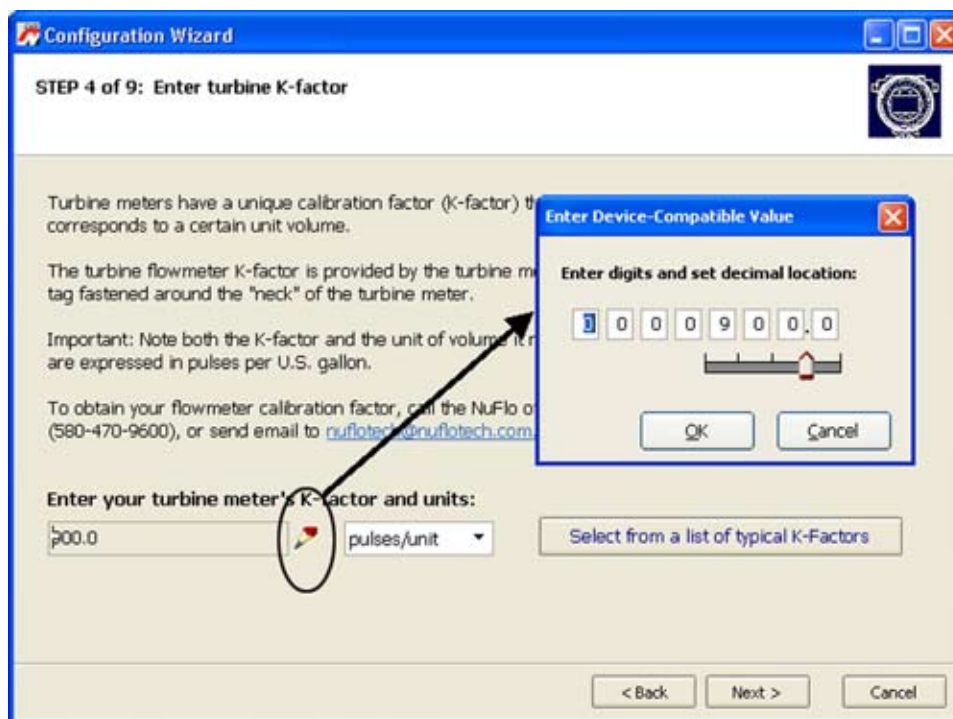 Configuration Wizard
STEP 4 of 9: Enter turbine K-factor
Turbine meters have a unique calibration factor (K-factor)
corresponds to a certain unit volume.
The turbine flowmeter K-factor is provided by the turbine
tag fastened around the "neck" of the turbine meter.
Important: Note both the K-factor and the unit of volume it
are expressed in pulses per U.S. gallon.
To obtain your flowmeter calibration factor, call the NuFlo
(580-470-9600), or send email to nuflotech@nuflotech.com.
Enter Device-Compatible Value
Enter digits and set decimal location:
0 0 0 0 9 0 0.0
OK
Cancel
Enter your turbine meter's K-factor and units:
900.0
pulses/unit
Select from a list of typical K-Factors
< Back
Next >
Cancel